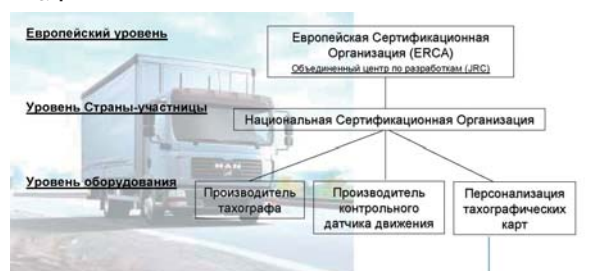 Европейский уровень
Европейская Сертификационная
Организация (ERCA)
Объединенный центр по разработкам (JRC)
Уровень Страны-участницы
Национальная Сертификационная Организация
Уровень оборудования
Производитель
тахографа
Производитель
контрольного
датчика движения
Персонализация
тахографических
карт
MAN